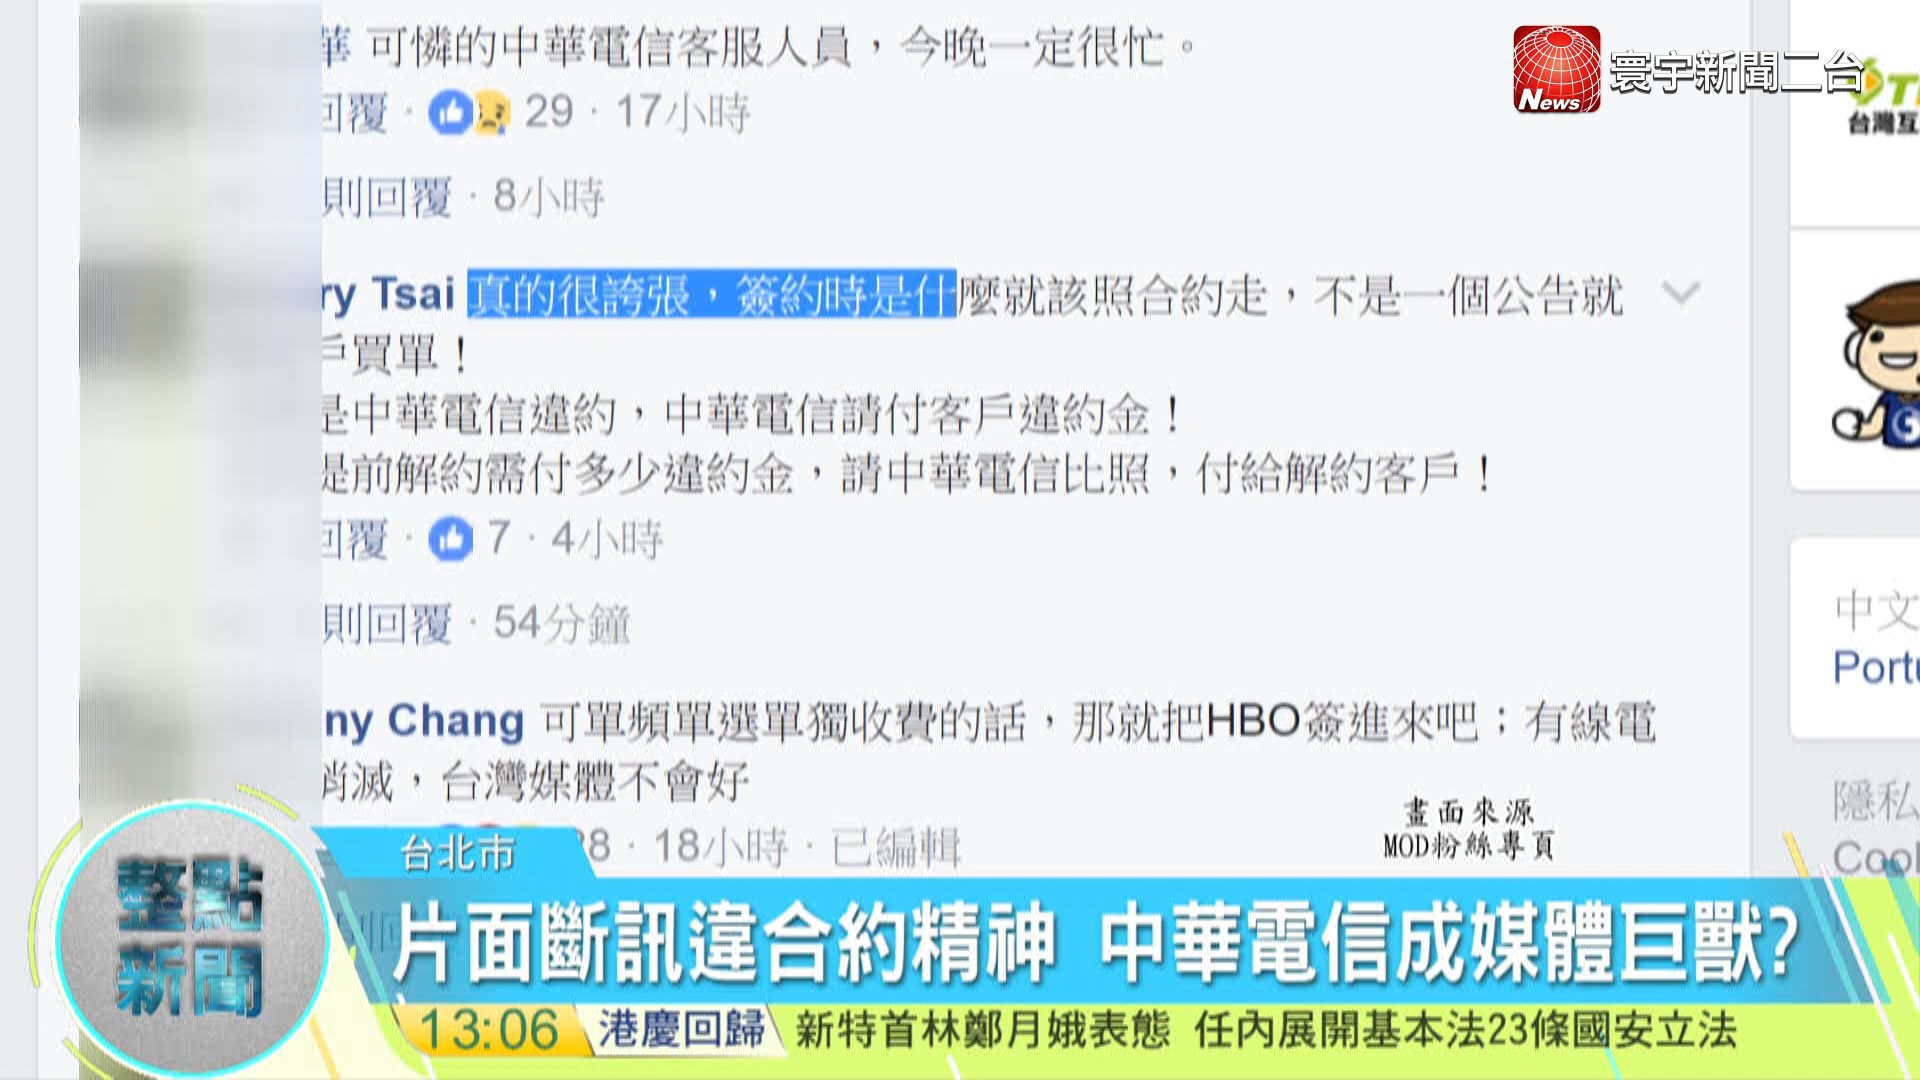 華 可憐的中華電信客服人員，今晚一定很忙。
回覆 · 29 · 17小時
則回覆 · 8小時
ry Tsai 真的很誇張，簽約時是什麼就該照合約走，不是一個公告就
戶買單！
是中華電信違約，中華電信請付客戶違約金！
提前解約需付多少違約金，請中華電信比照，付給解約客戶！
回覆 · 7 · 4小時
則回覆 · 54分鐘
ny Chang 可單頻單選單獨收費的話，那就把HBO簽進來吧；有線電
消滅，台灣媒體不會好
8 · 18小時 · 已編輯
News 寰宇新聞二台
台灣互
中文
Portu
隱私
Cool
畫面來源
MOD粉絲專頁
台北市
整點
新聞
片面斷訊違合約精神 中華電信成媒體巨獸?
13:06 港慶回歸 新特首林鄭月娥表態 任內展開基本法23條國安立法